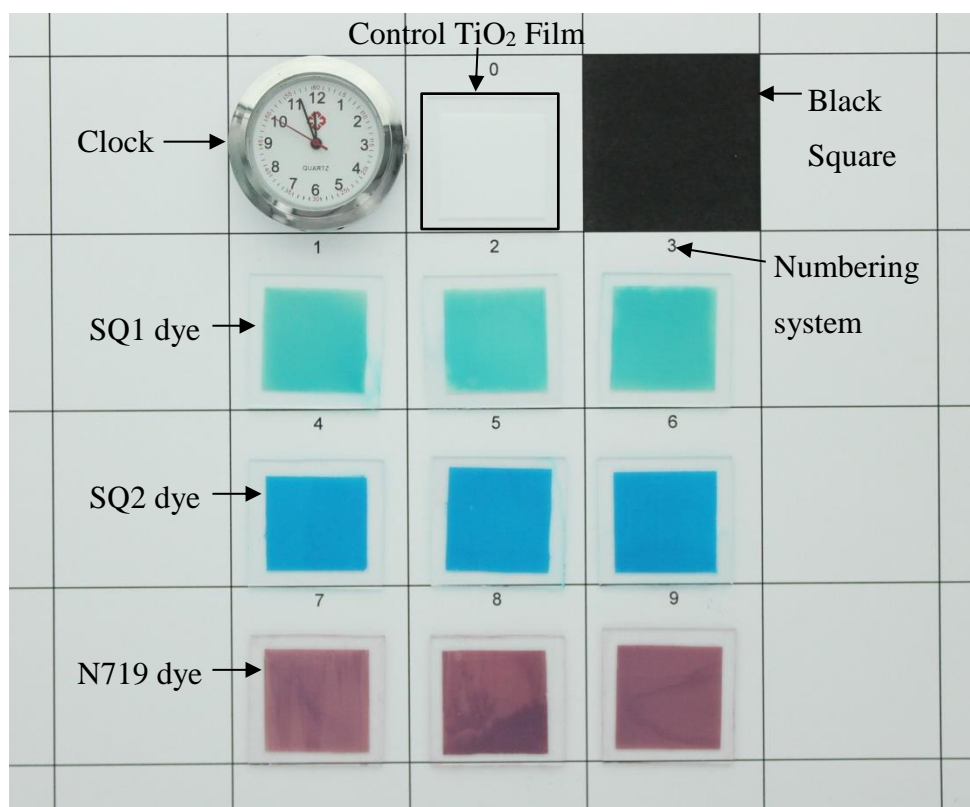 Control TiO₂ Film
0
Clock
12
11
1
10
2
9
3
8
4
7
5
6
QUARTZ
Black
Square
1
2
3
Numbering
system
SQ1 dye
4
5
6
SQ2 dye
7
8
9
N719 dye